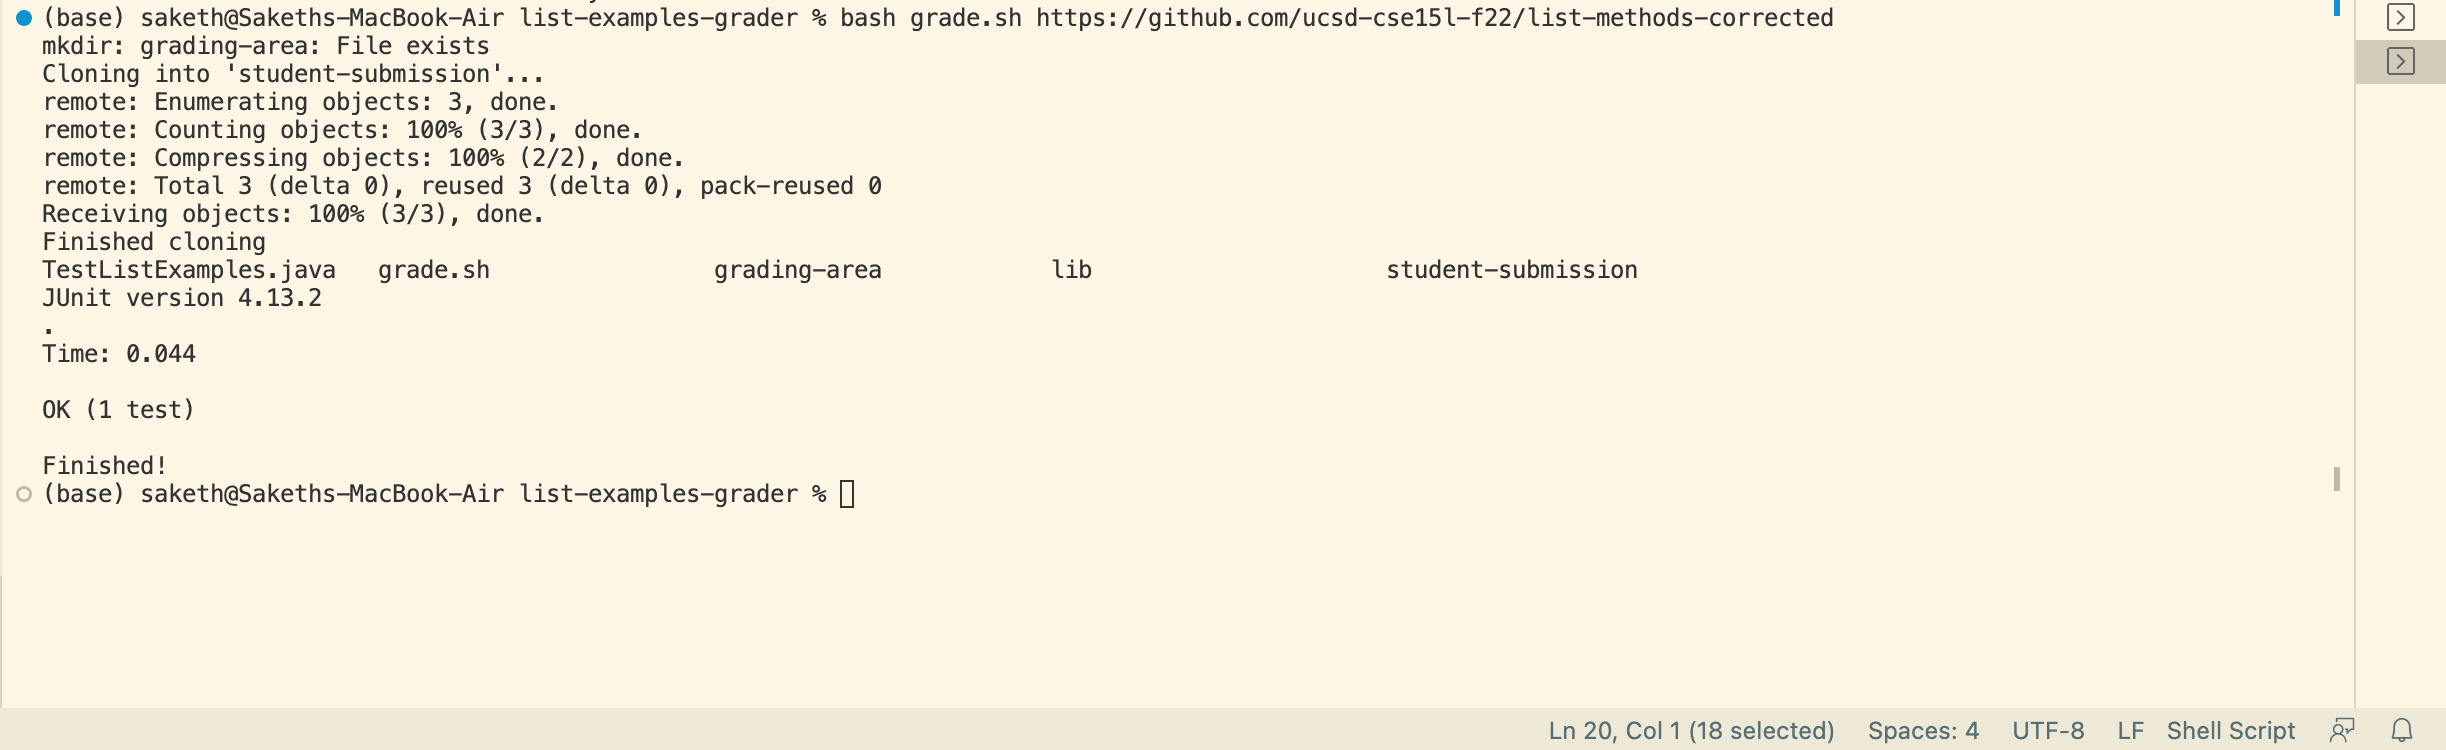 (base) saketh@Sakeths-MacBook-Air list-examples-grader % bash grade.sh https://github.com/ucsd-cse15l-f22/list-methods-corrected
mkdir: grading-area: File exists
Cloning into 'student-submission'...
remote: Enumerating objects: 3, done.
remote: Counting objects: 100% (3/3), done.
remote: Compressing objects: 100% (2/2), done.
remote: Total 3 (delta 0), reused 3 (delta 0), pack-reused 0
Receiving objects: 100% (3/3), done.
Finished cloning
TestListExamples.java   grade.sh                grading-area            lib                     student-submission
JUnit version 4.13.2
.
Time: 0.044
OK (1 test)
Finished!
(base) saketh@Sakeths-MacBook-Air list-examples-grader %
Ln 20, Col 1 (18 selected)   Spaces: 4   UTF-8   LF   Shell Script